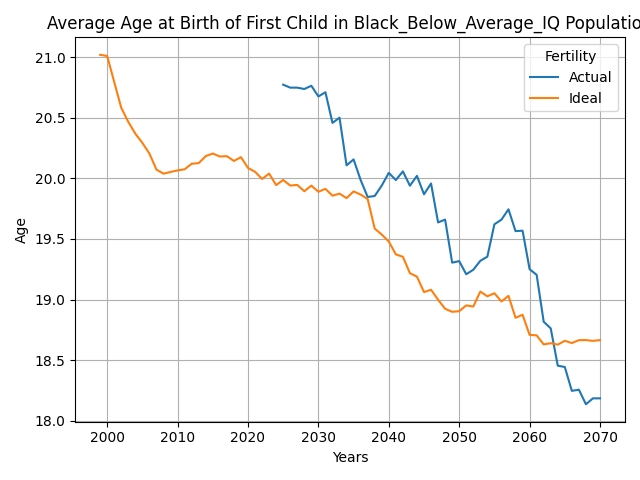 Average Age at Birth of First Child in Black_Below_Average_IQ Populatio
Fertility
Actual
Ideal
21.0
20.5
20.0
19.5
19.0
18.5
18.0
Age
2000 2010 2020 2030 2040 2050 2060 2070
Years